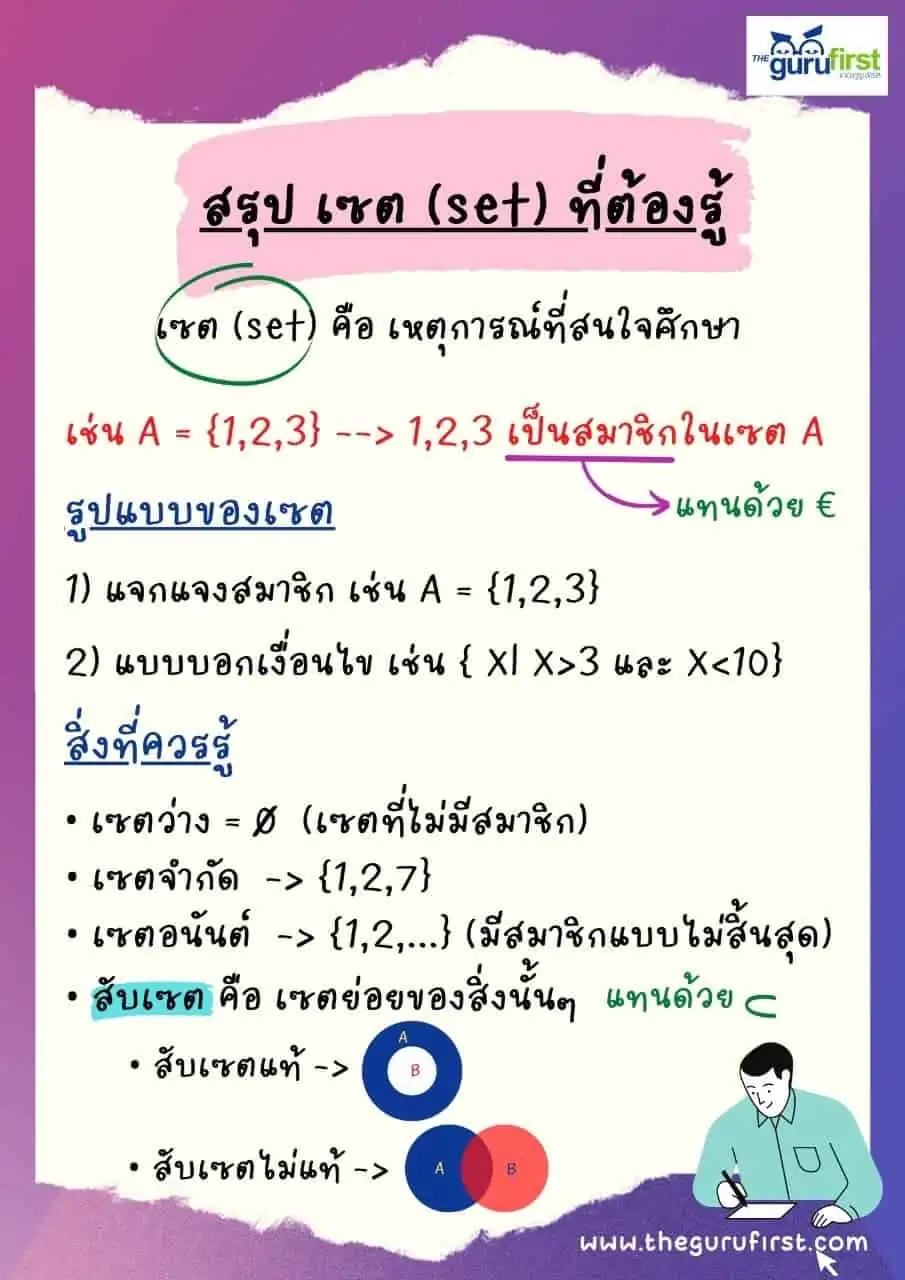 THE gurufirst
สรุป เซต (set) ที่ต้องรู้
เซต (set) คือ เหตุการณ์ที่สนใจศึกษา
เช่น A = {1,2,3} --> 1,2,3 เป็นสมาชิกในเซต A
แทนด้วย €
รูปแบบของเซต
1) แจกแจงสมาชิก เช่น A = {1,2,3}
2) แบบบอกเงื่อนไข เช่น { X| X>3 และ X<10}
สิ่งที่ควรรู้
• เซตว่าง = Ø (เซตที่ไม่มีสมาชิก)
• เซตจำกัด -> {1,2,7}
• เซตอนันต์ -> {1,2,...} (มีสมาชิกแบบไม่สิ้นสุด)
• สับเซต คือ เซตย่อยของสิ่งนั้นๆ แทนด้วย ⊂
A
• สับเซตแท้ -> B
• สับเซตไม่แท้ -> A B
www.thegurufirst.com